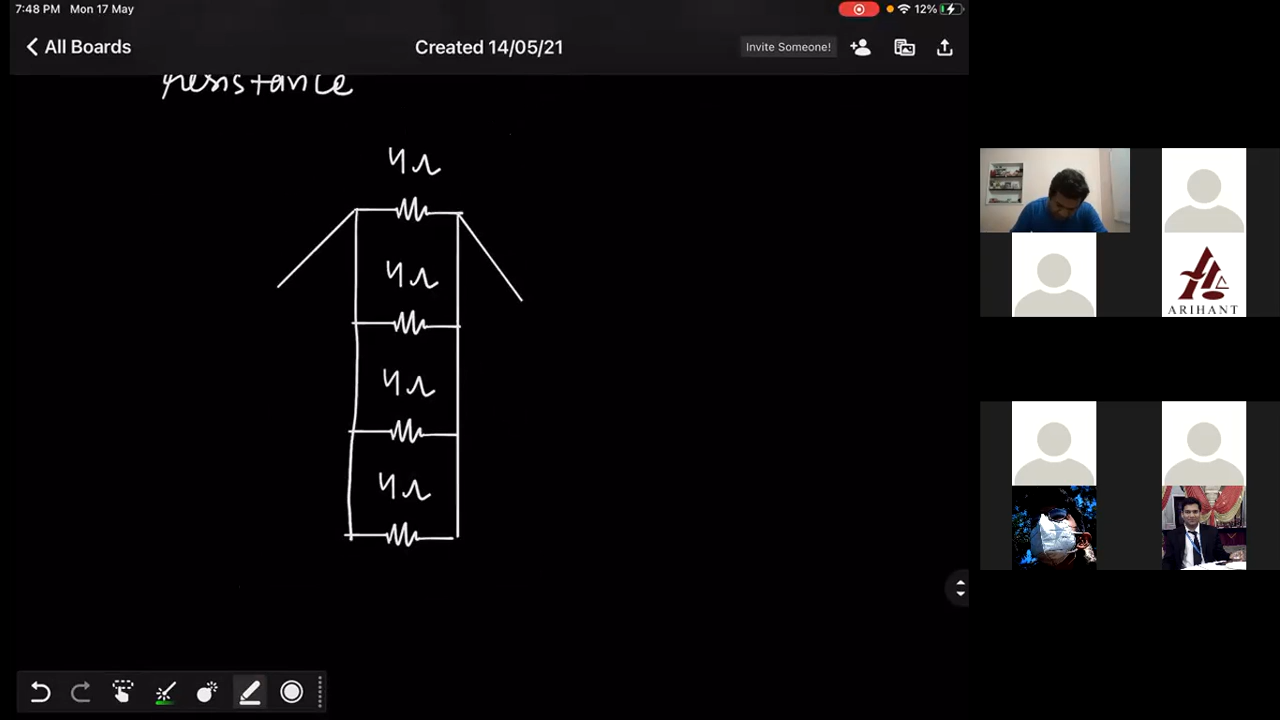 7:48 PM Mon 17 May
12%
All Boards
Created 14/05/21
Invite Someone!
resistance
4Ω
4Ω
4Ω
4Ω
ARIHANT